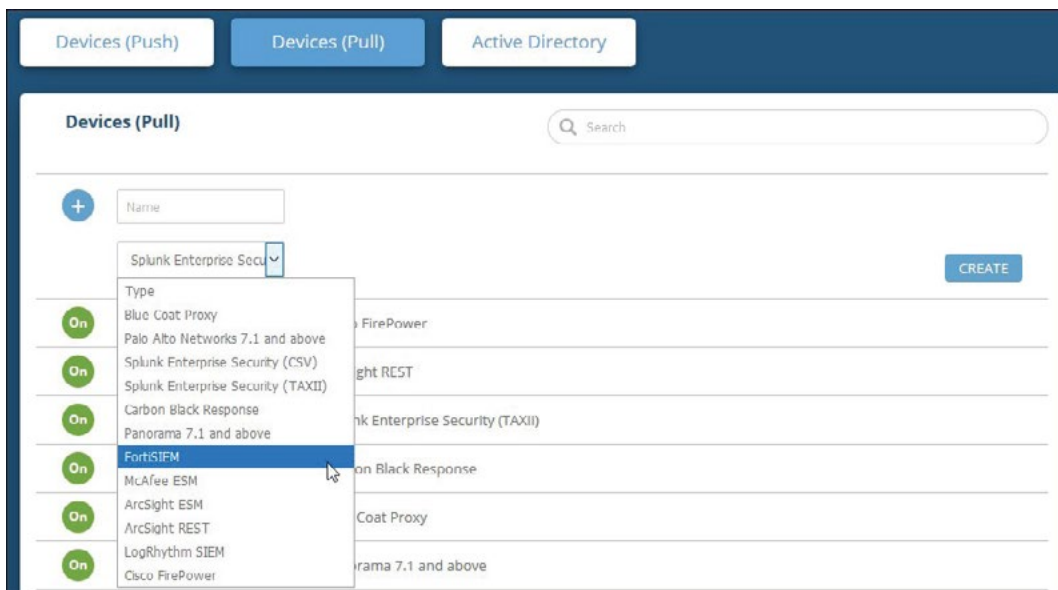 Devices (Push)
Devices (Pull)
Active Directory
Devices (Pull)
Search
Name
Splunk Enterprise Secu
CREATE
Type
Blue Coat Proxy
Palo Alto Networks 7.1 and above
Splunk Enterprise Security (CSV)
Splunk Enterprise Security (TAXII)
Carbon Black Response
Panorama 7.1 and above
FortiSIEM
McAfee ESM
ArcSight ESM
ArcSight REST
LogRhythm SIEM
Cisco FirePower
On
FirePower
On
ght REST
On
nk Enterprise Security (TAXII)
On
on Black Response
On
Coat Proxy
On
rama 7.1 and above